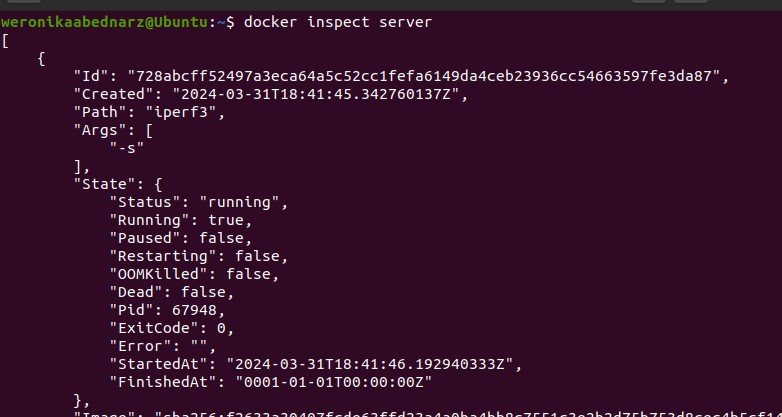 weronikaabednarz@Ubuntu:~$ docker inspect server
[
    {
        "Id": "728abcff52497a3eca64a5c52cc1fefa6149da4ceb23936cc54663597fe3da87",
        "Created": "2024-03-31T18:41:45.342760137Z",
        "Path": "iperf3",
        "Args": [
            "-s"
        ],
        "State": {
            "Status": "running",
            "Running": true,
            "Paused": false,
            "Restarting": false,
            "OOMKilled": false,
            "Dead": false,
            "Pid": 67948,
            "ExitCode": 0,
            "Error": "",
            "StartedAt": "2024-03-31T18:41:46.192940333Z",
            "FinishedAt": "0001-01-01T00:00:00Z"
        },
        "Image":